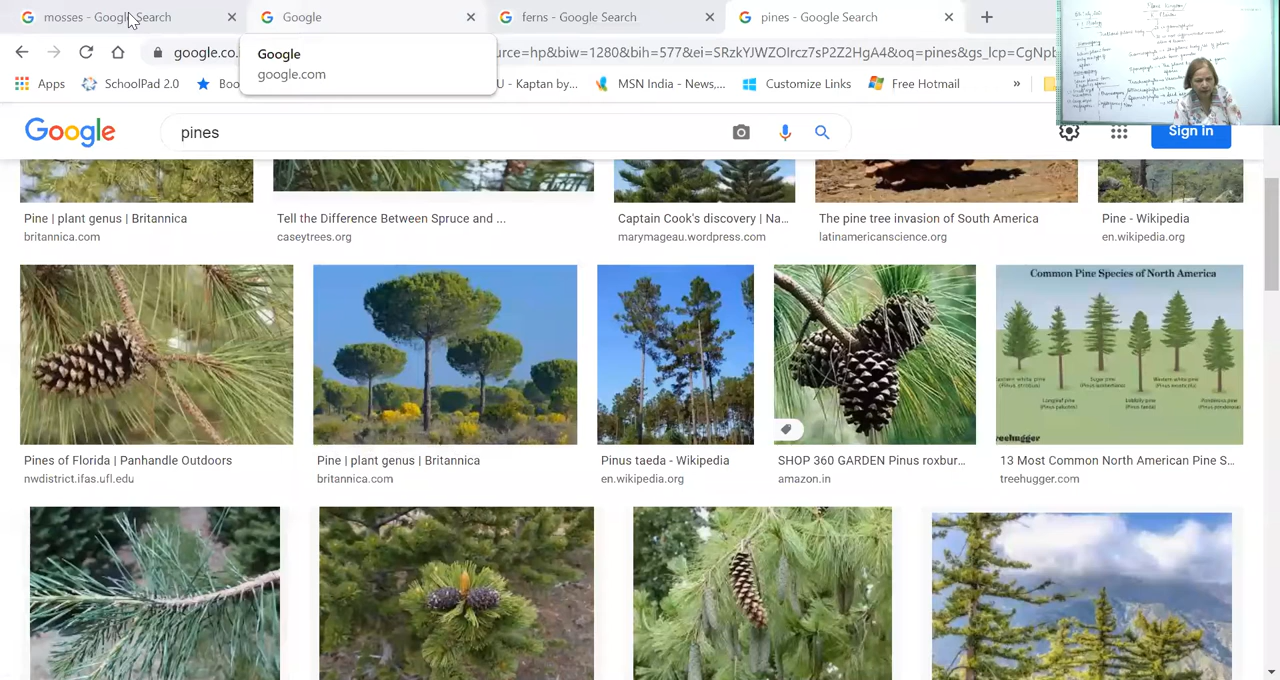 mosses - Google Search
Google
ferns - Google Search
pines - Google Search
google.co.i
Google
google.com
urce=hp&biw=1280&bih=577&ei=SRzkYJWZOIrcz7sP2Z2HgA4&oq=pines&gs_lcp=CgNpb
Apps
SchoolPad 2.0
Boo
U - Kaptan by...
MSN India - News,...
Customize Links
Free Hotmail
»
Google
pines
Sign in
Pine | plant genus | Britannica
britannica.com
Tell the Difference Between Spruce and ...
caseytrees.org
Captain Cook's discovery | Na...
marymageau.wordpress.com
The pine tree invasion of South America
latinamericanscience.org
Pine - Wikipedia
en.wikipedia.org
Common Pine Species of North America
Pines of Florida | Panhandle Outdoors
nwdistrict.ifas.ufl.edu
Pine | plant genus | Britannica
britannica.com
Pinus taeda - Wikipedia
en.wikipedia.org
SHOP 360 GARDEN Pinus roxbur...
amazon.in
13 Most Common North American Pine S...
treehugger.com